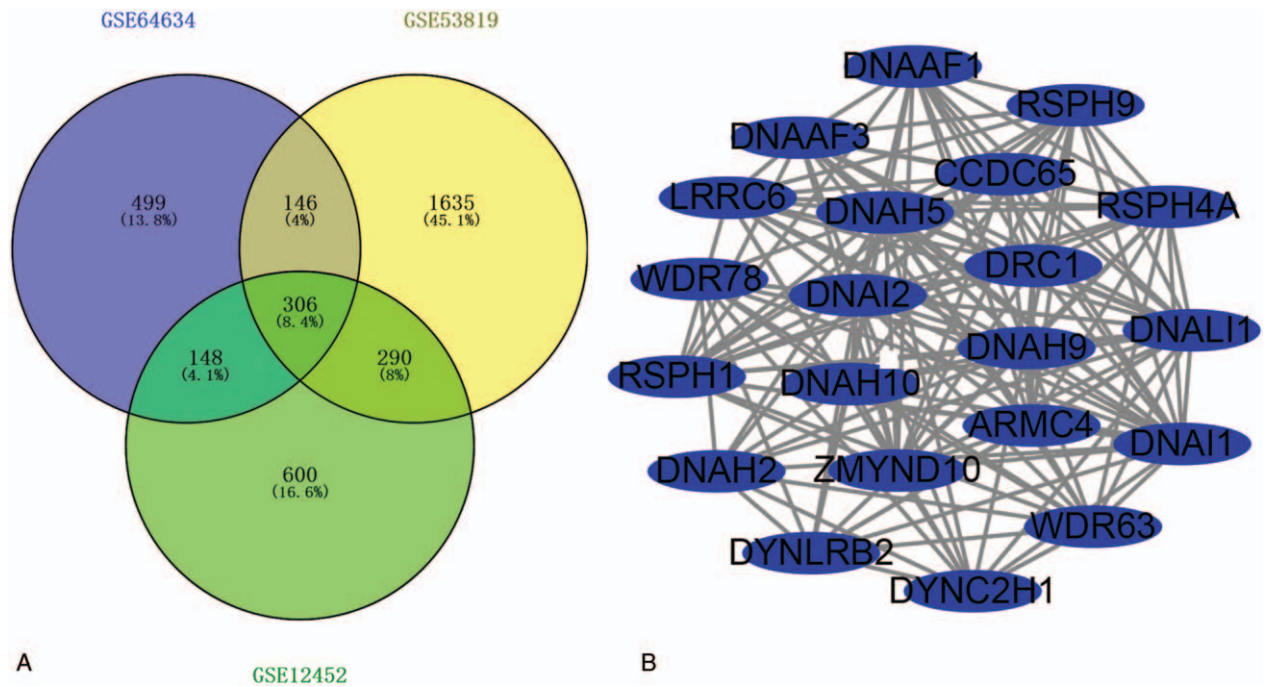 GSE64634
GSE53819
499
(13.8%)
146
(4%)
1635
(45.1%)
306
(8.4%)
148
(4.1%)
290
(8%)
600
(16.6%)
GSE12452
A
DNAAF1
RSPH9
DNAAF3
CCDC65
LRRC6
DNAH5
RSPH4A
DRC1
WDR78
DNAI2
DNALI1
DNAH9
RSPH1
DNAH10
ARMC4
DNAI1
DNAH2
ZMYND10
WDR63
DYNLRB2
DYNC2H1
B